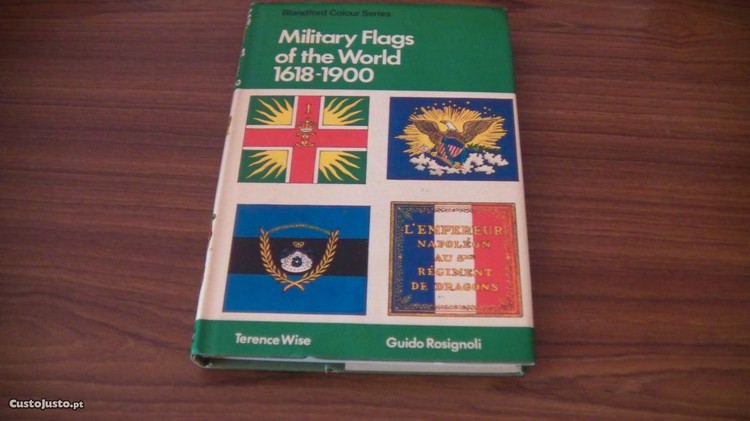 Blandford Colour Series
Military Flags
of the World
1618-1900
L'EMPEREUR
NAPOLÉON
AU 5ME
RÉGIMENT
DE DRAGONS
Terence Wise
Guido Rosignoli
CustoJusto.pt